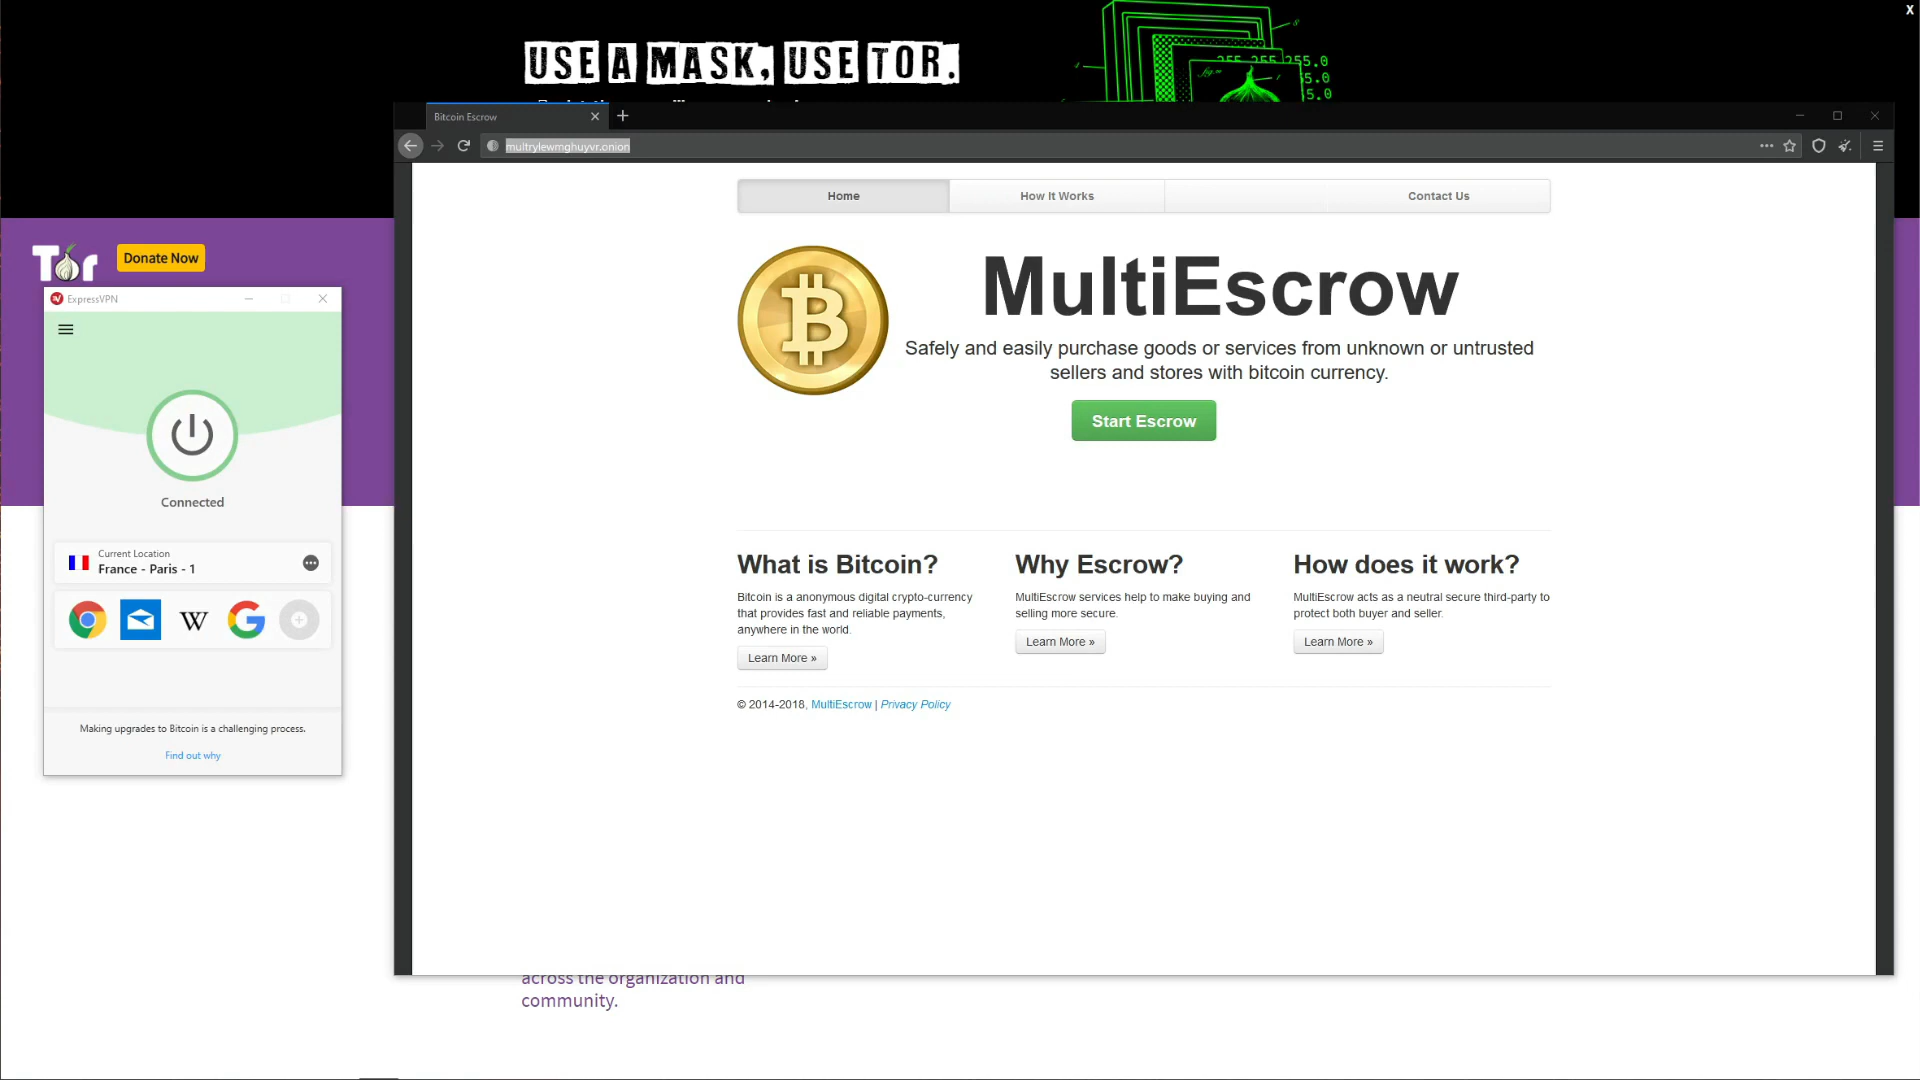 X
USE A MASK, USE TOR.
255.255.255.0
Bitcoin Escrow
multrylewmghuyvr.onion
Home
How It Works
Contact Us
Tor
Donate Now
ExpressVPN
MultiEscrow
Safely and easily purchase goods or services from unknown or untrusted
sellers and stores with bitcoin currency.
Start Escrow
Connected
Current Location
France - Paris - 1
W
Making upgrades to Bitcoin is a challenging process.
Find out why
What is Bitcoin?
Bitcoin is a anonymous digital crypto-currency
that provides fast and reliable payments,
anywhere in the world.
Learn More »
Why Escrow?
MultiEscrow services help to make buying and
selling more secure.
Learn More »
How does it work?
MultiEscrow acts as a neutral secure third-party to
protect both buyer and seller.
Learn More »
© 2014-2018, MultiEscrow | Privacy Policy
across the organization and
community.